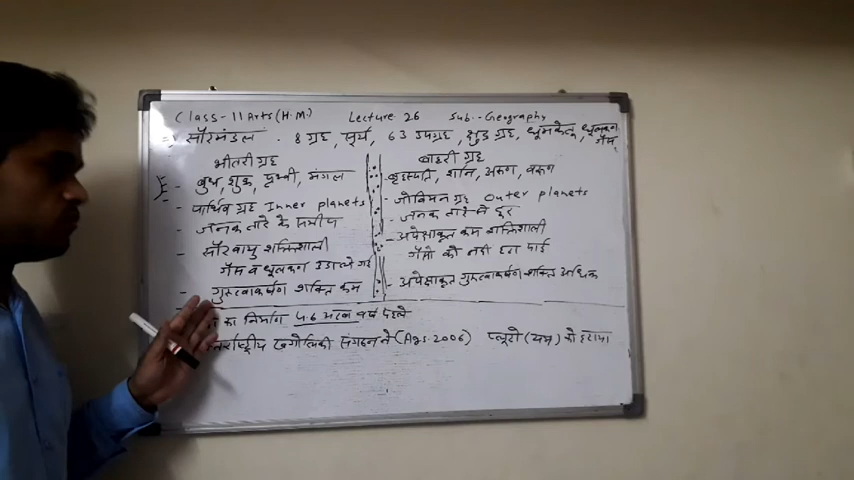 Class-11 Arts (H.M.) Lecture 26 Sub.- Geography
सौरमंडल . 8 ग्रह, सूर्य, 63 उपग्रह, क्षुद्र ग्रह, धूमकेतु, धूलकण
गैस,
भीतरी ग्रह
बुध, शुक्र, पृथ्वी, मंगल
- पार्थिव ग्रह Inner planets
- जनक तारे के समीप
- सौरवायु शक्तिशाली
गैस व धूलकण उड़ा ले गई
- गुरुत्वाकर्षण शक्ति कम
बाहरी ग्रह
बृहस्पति, शनि, अरुण, वरुण
- जोवियन ग्रह Outer planets
- जनक तारे से दूर
- अपेक्षाकृत कम शक्तिशाली
गैसों को नहीं हटा पाई
- अपेक्षाकृत गुरुत्वाकर्षण शक्ति अधिक
का निर्माण 4.6 अरब वर्ष पहले
खगोलिकी संगठन ने (Ags. 2006) प्लूटो (यम) को हटाया